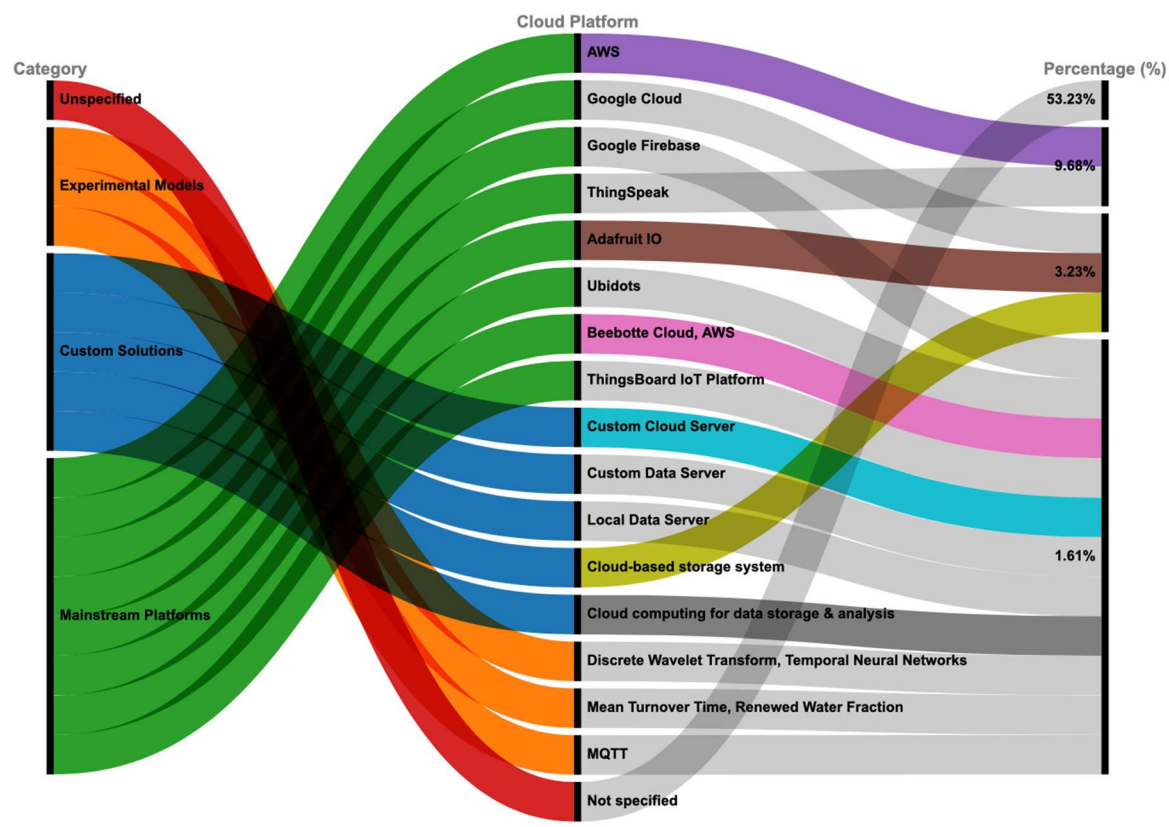 Cloud Platform
Category
Percentage (%)
Unspecified
Experimental Models
Custom Solutions
Mainstream Platforms
AWS
Google Cloud
Google Firebase
ThingSpeak
Adafruit IO
Ubidots
Beebotte Cloud, AWS
ThingsBoard IoT Platform
Custom Cloud Server
Custom Data Server
Local Data Server
Cloud-based storage system
Cloud computing for data storage & analysis
Discrete Wavelet Transform, Temporal Neural Networks
Mean Turnover Time, Renewed Water Fraction
MQTT
Not specified
53.23%
9.68%
3.23%
1.61%